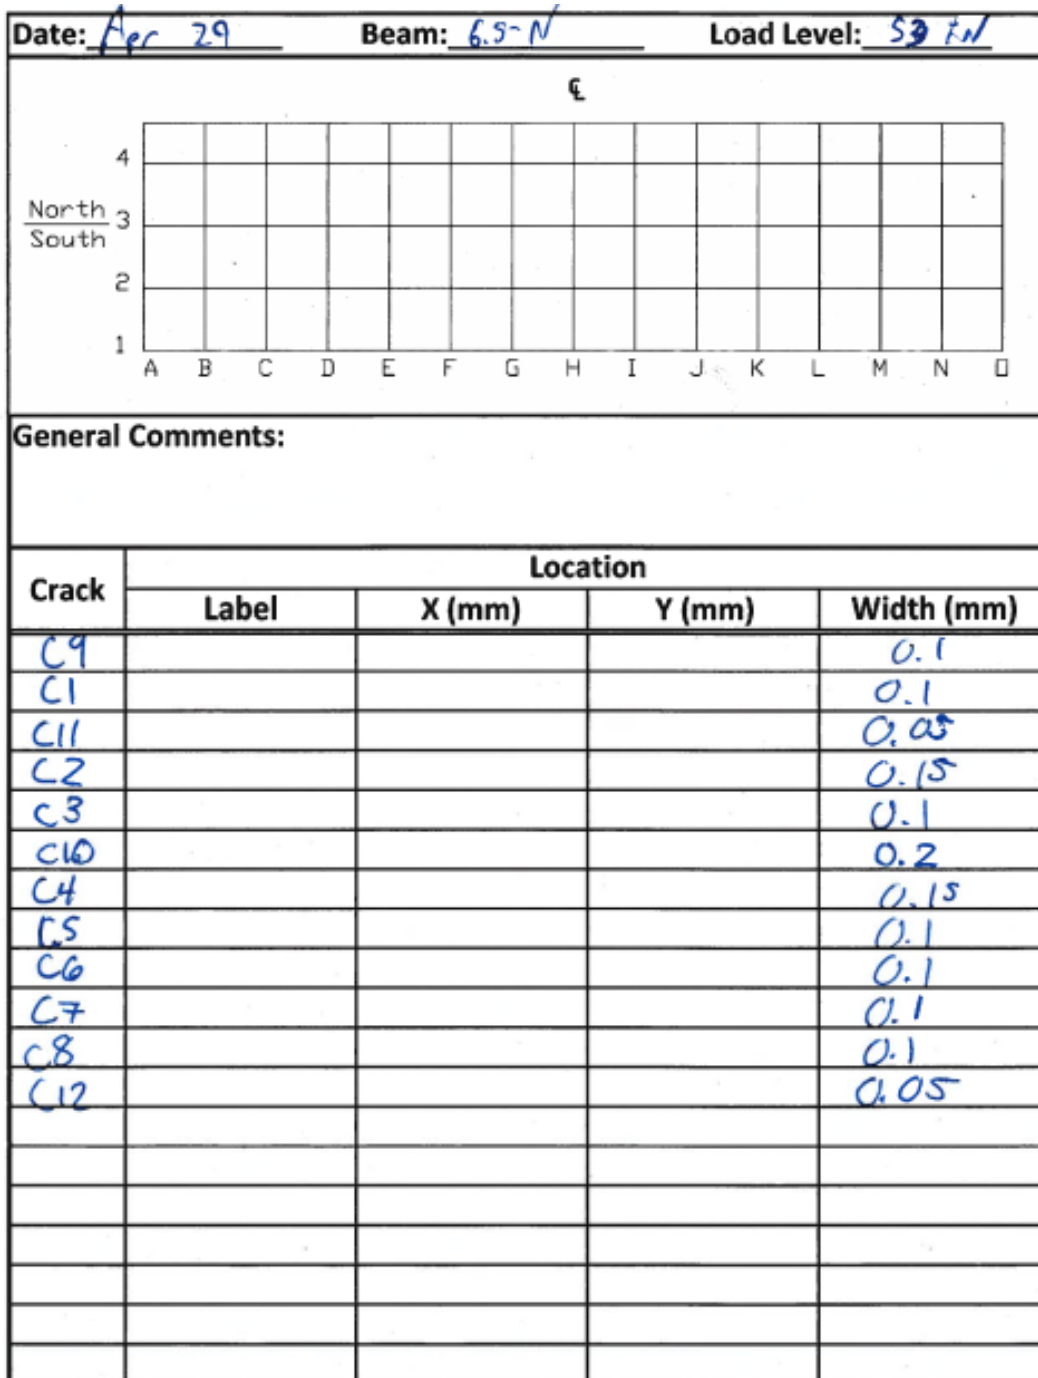 Date: Apr 29 Beam: 6.5-N Load Level: kN
℄
4
North 3
South
2
1
A B C D E F G H I J K L M N O
General Comments:
Crack Location
Label X (mm) Y (mm) Width (mm)
C9 0.1
C1 0.1
C11 0.05
C2 0.15
C3 0.1
C10 0.2
C4 0.15
C5 0.1
C6 0.1
C7 0.1
C8 0.1
C12 0.05